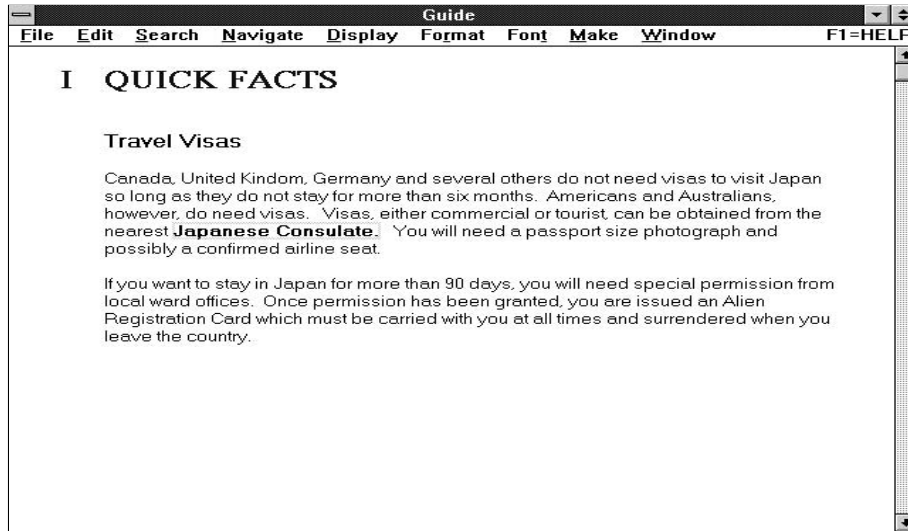 Guide
File Edit Search Navigate Display Format Font Make Window F1=HELP
I QUICK FACTS
Travel Visas
Canada, United Kindom, Germany and several others do not need visas to visit Japan
so long as they do not stay for more than six months. Americans and Australians,
however, do need visas. Visas, either commercial or tourist, can be obtained from the
nearest Japanese Consulate. You will need a passport size photograph and
possibly a confirmed airline seat.
If you want to stay in Japan for more than 90 days, you will need special permission from
local ward offices. Once permission has been granted, you are issued an Alien
Registration Card which must be carried with you at all times and surrendered when you
leave the country.